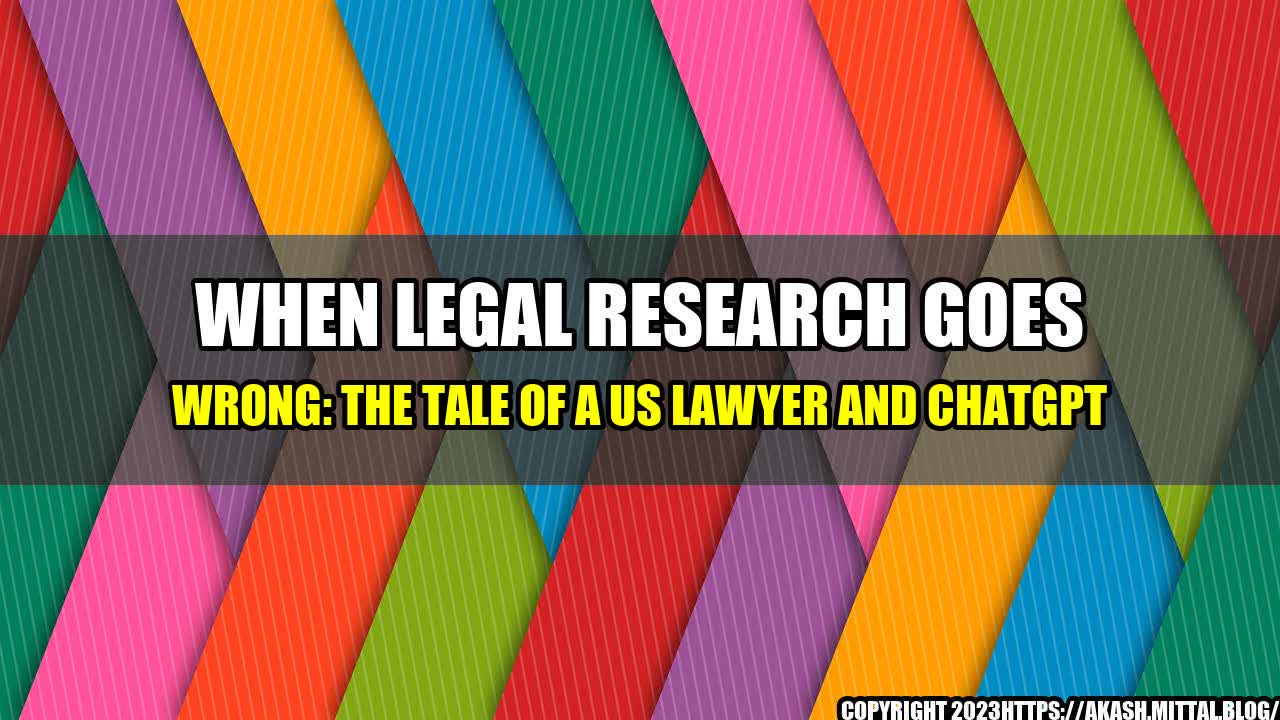 WHEN LEGAL RESEARCH GOES
WRONG: THE TALE OF A US LAWYER AND CHATGPT
COPYRIGHT 2023HTTPS://AKASH.MITTAL.BLOG/